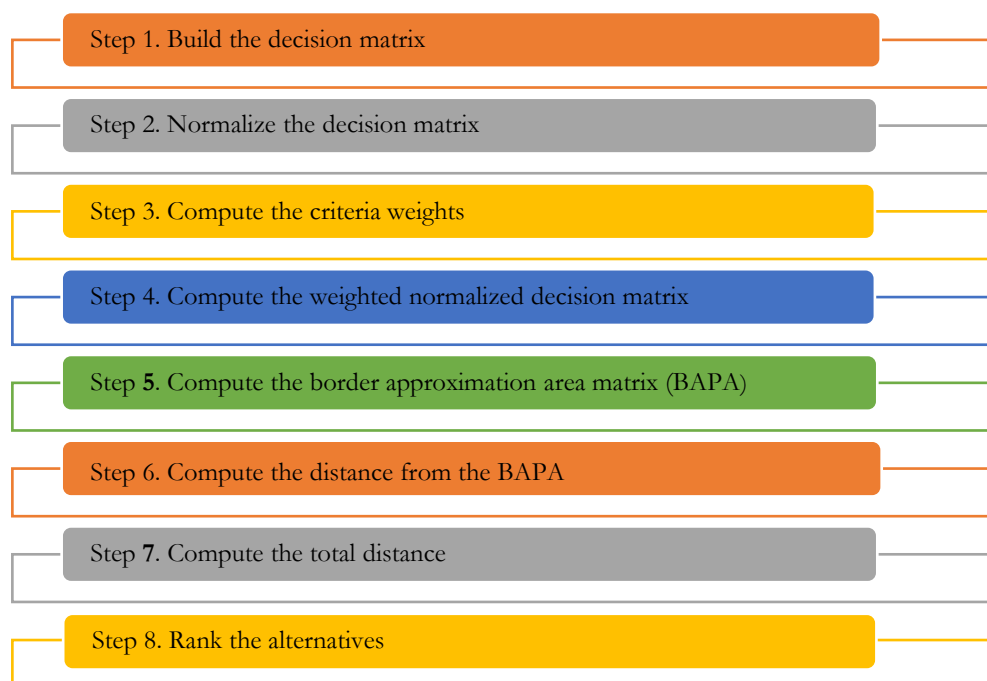 Step 1. Build the decision matrix
Step 2. Normalize the decision matrix
Step 3. Compute the criteria weights
Step 4. Compute the weighted normalized decision matrix
Step 5. Compute the border approximation area matrix (BAPA)
Step 6. Compute the distance from the BAPA
Step 7. Compute the total distance
Step 8. Rank the alternatives